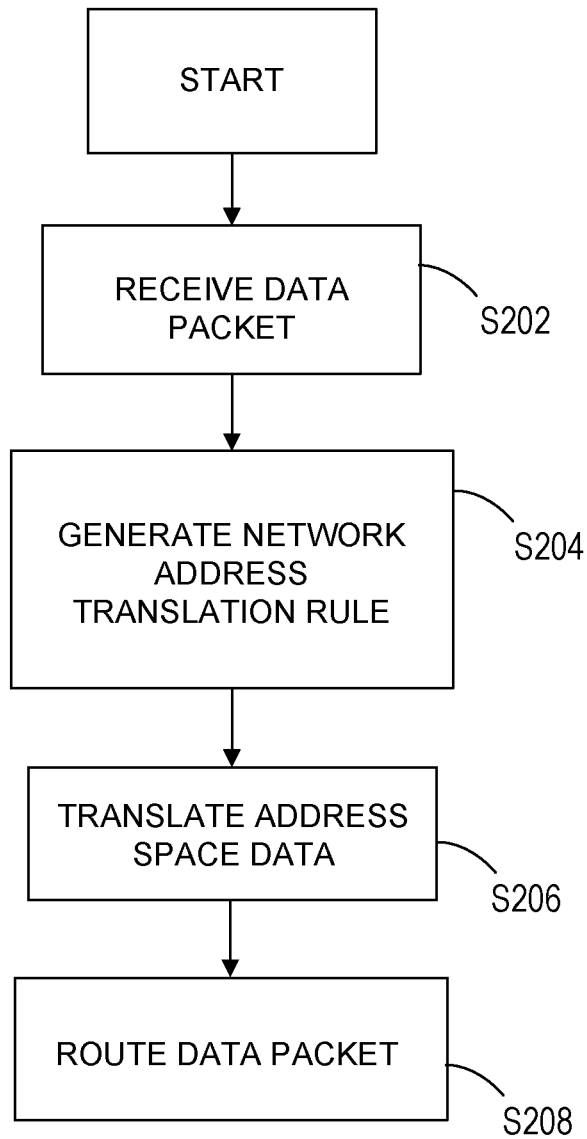 START
RECEIVE DATA
PACKET
S202
GENERATE NETWORK
ADDRESS
TRANSLATION RULE
S204
TRANSLATE ADDRESS
SPACE DATA
S206
ROUTE DATA PACKET
S208